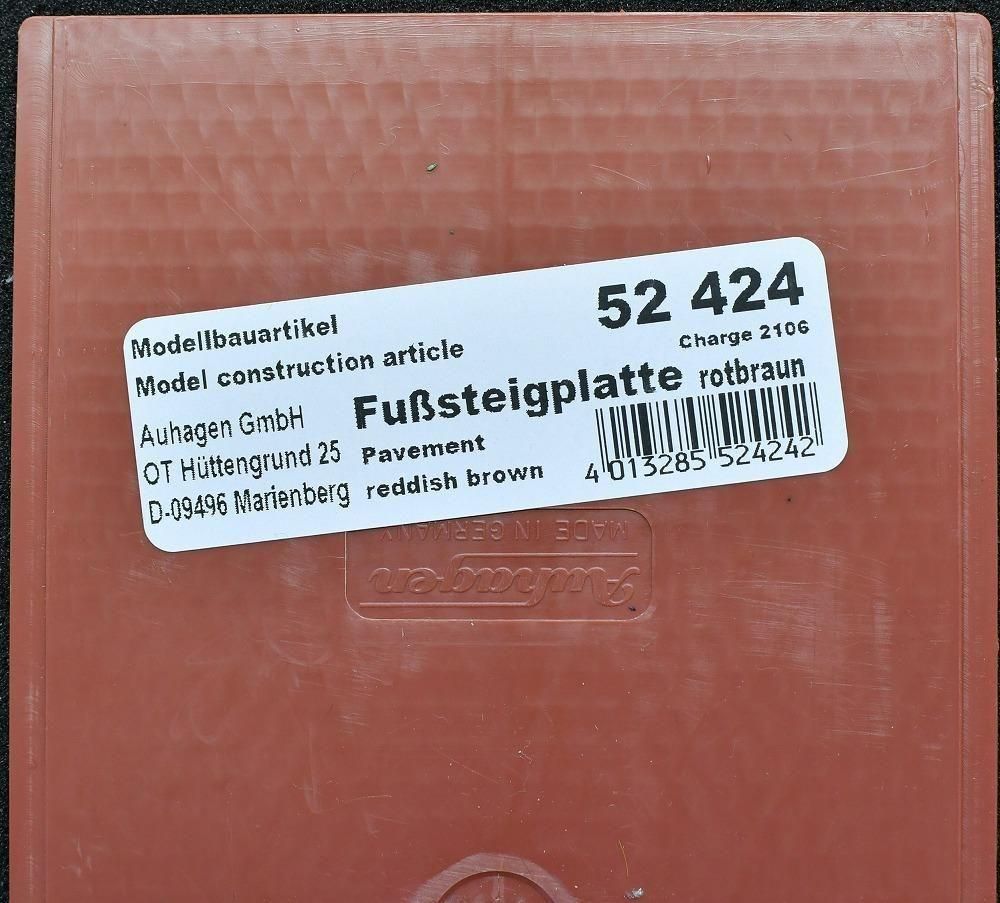 52 424
Modellbauartikel
Charge 2106
Model construction article
Fußsteigplatte rotbraun
Auhagen GmbH
Pavement
OT Hüttengrund 25
reddish brown
D-09496 Marienberg
4 013285 524242
MADE IN GERMANY
Auhagen